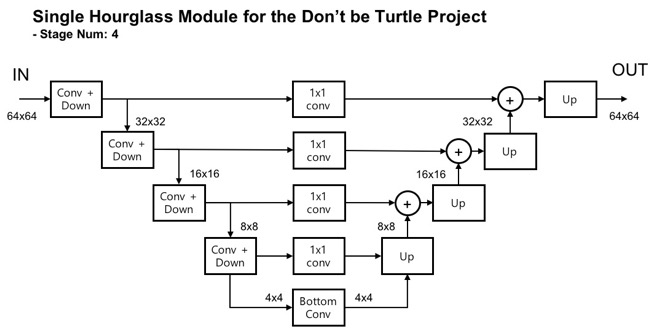 Single Hourglass Module for the Don't be Turtle Project
- Stage Num: 4
IN
OUT
64x64
Conv +
Down
1x1
conv
+
Up
64x64
32x32
32x32
Conv +
Down
1x1
conv
+
Up
16x16
16x16
Conv +
Down
1x1
conv
+
Up
8x8
8x8
Conv +
Down
1x1
conv
Up
4x4
Bottom
Conv
4x4